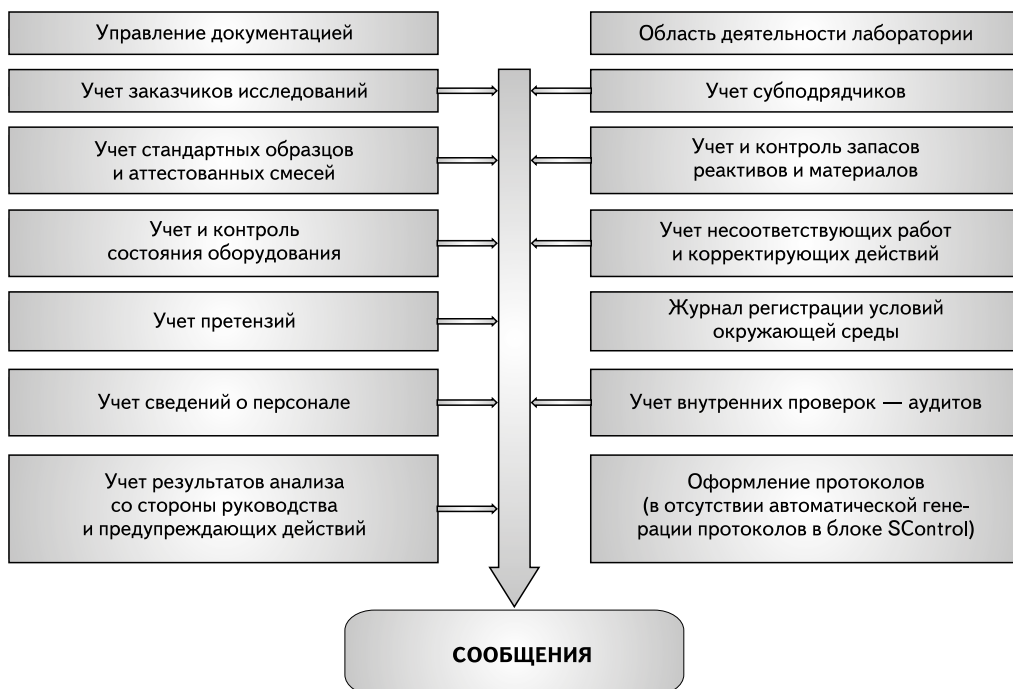 Управление документацией
Область деятельности лаборатории
Учет заказчиков исследований
Учет субподрядчиков
Учет стандартных образцов
и аттестованных смесей
Учет и контроль запасов
реактивов и материалов
Учет и контроль
состояния оборудования
Учет несоответствующих работ
и корректирующих действий
Учет претензий
Журнал регистрации условий
окружающей среды
Учет сведений о персонале
Учет внутренних проверок — аудитов
Учет результатов анализа
со стороны руководства
и предупреждающих действий
Оформление протоколов
(в отсутствии автоматической гене-
рации протоколов в блоке SControl)
СООБЩЕНИЯ